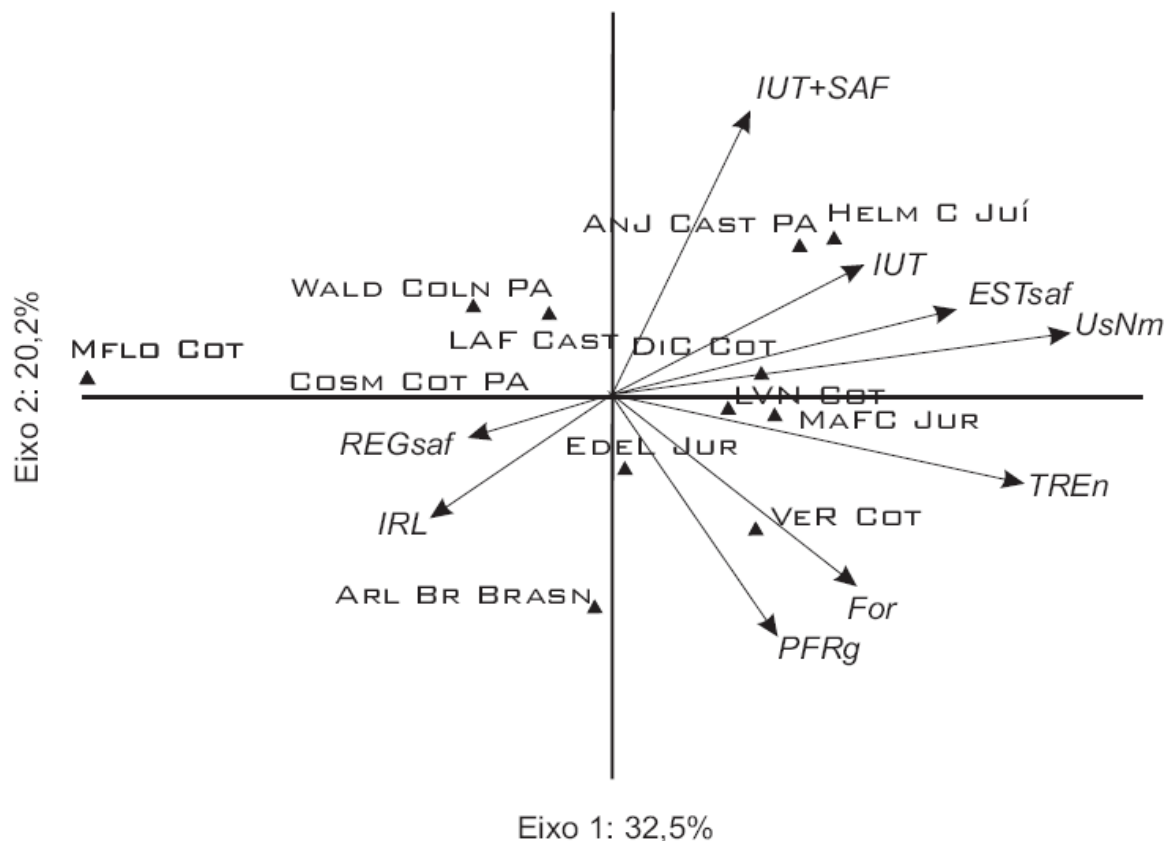 IUT+SAF
AnJ Cast PA
Helm C Juí
IUT
Wald Coln PA
ESTsaf
UsNm
LAF Cast
DiC Cot
Mflo Cot
Cosm Cot PA
LVN Cot
MaFC Jur
REGsaf
EdeL Jur
TREn
IRL
VeR Cot
Arl Br Brasn
For
PFRg
Eixo 2: 20,2%
Eixo 1: 32,5%